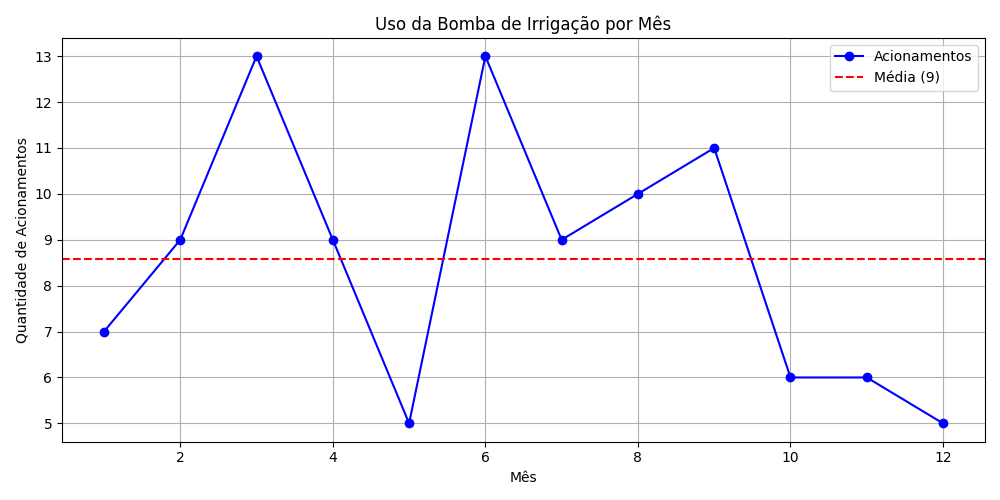 Uso da Bomba de Irrigação por Mês
Acionamentos
Média (9)
Quantidade de Acionamentos
13
12
11
10
9
8
7
6
5
2 4 6 8 10 12
Mês